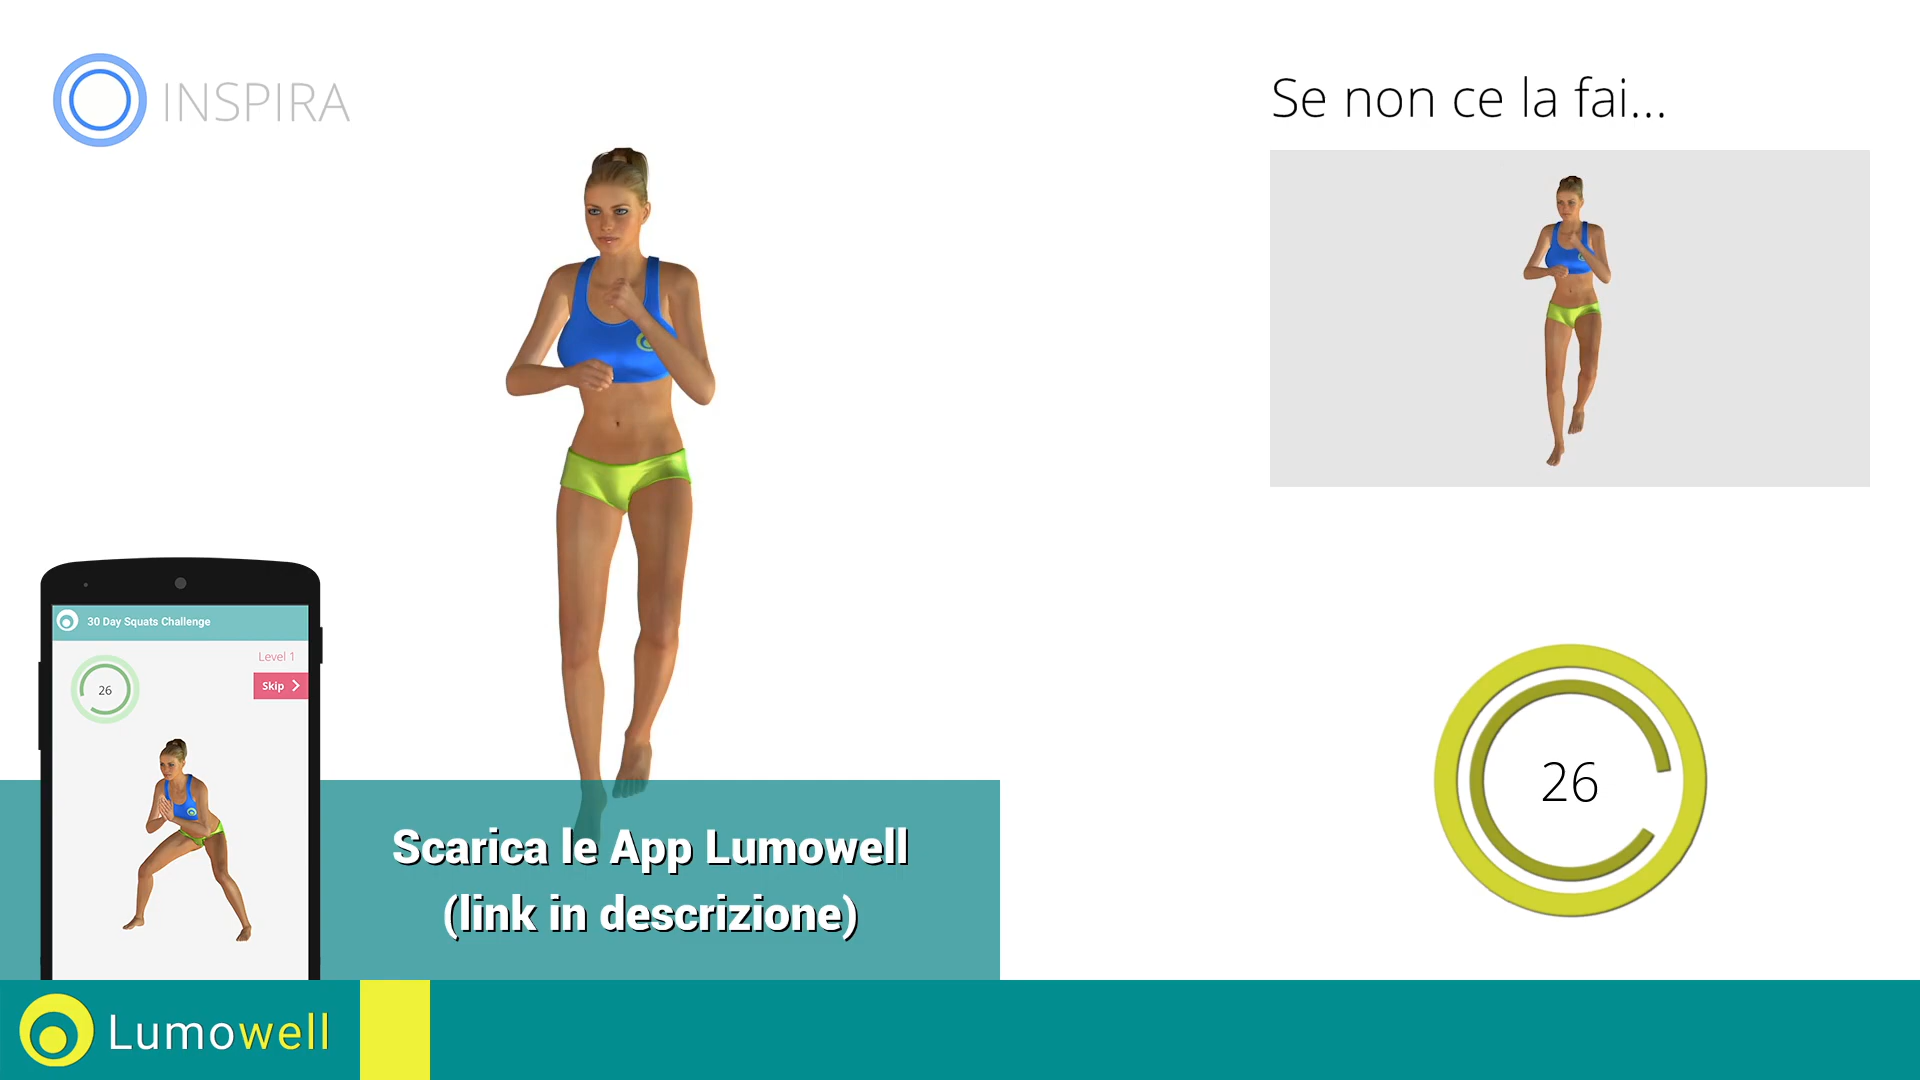 INSPIRA
Se non ce la fai...
30 Day Squats Challenge
Level 1
26
Skip
26
Scarica le App Lumowell
(link in descrizione)
Lumowell